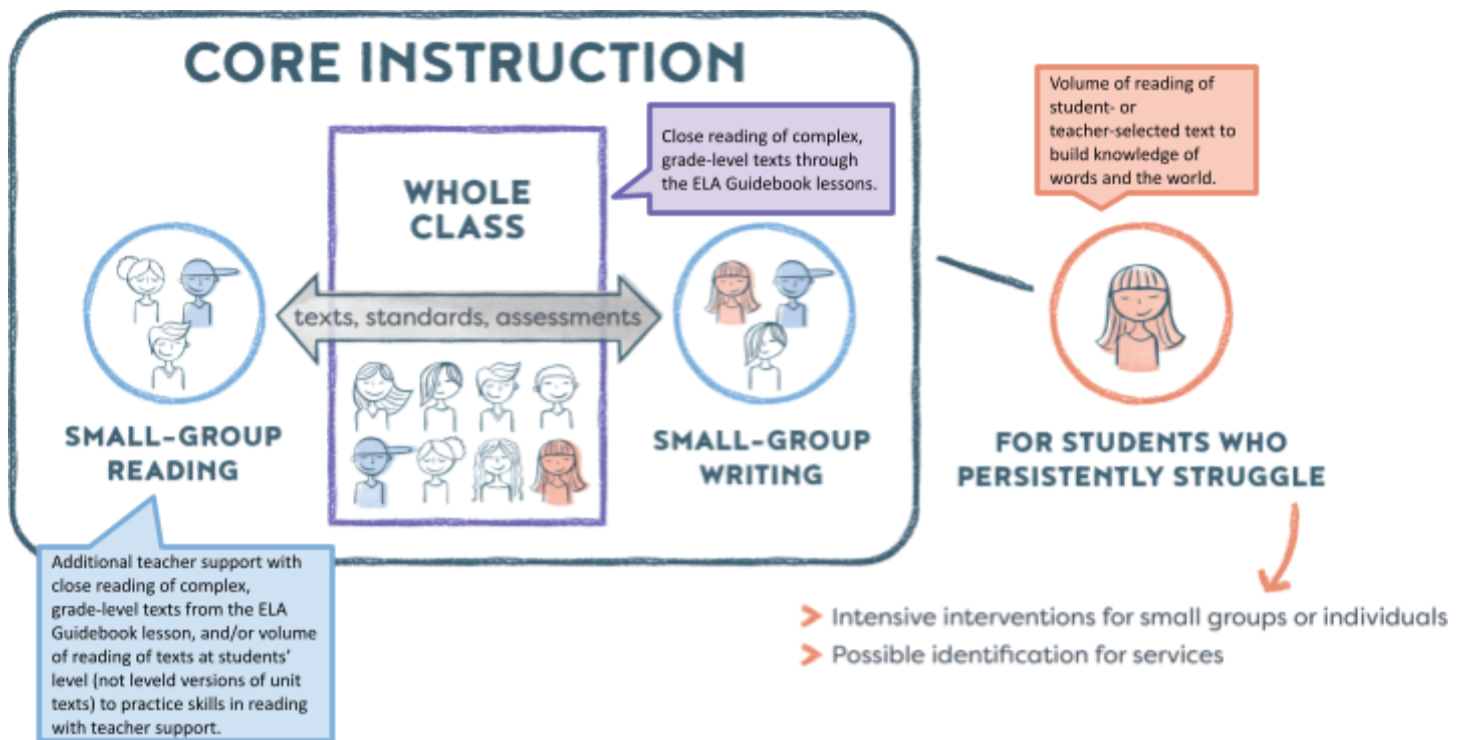 CORE INSTRUCTION
Close reading of complex,
grade-level texts through
the ELA Guidebook lessons.
Volume of reading of
student- or
teacher-selected text to
build knowledge of
words and the world.
WHOLE
CLASS
texts, standards, assessments
SMALL-GROUP
READING
SMALL-GROUP
WRITING
FOR STUDENTS WHO
PERSISTENTLY STRUGGLE
Additional teacher support with
close reading of complex,
grade-level texts from the ELA
Guidebook lesson, and/or volume
of reading of texts at students'
level (not leveld versions of unit
texts) to practice skills in reading
with teacher support.
Intensive interventions for small groups or individuals
Possible identification for services